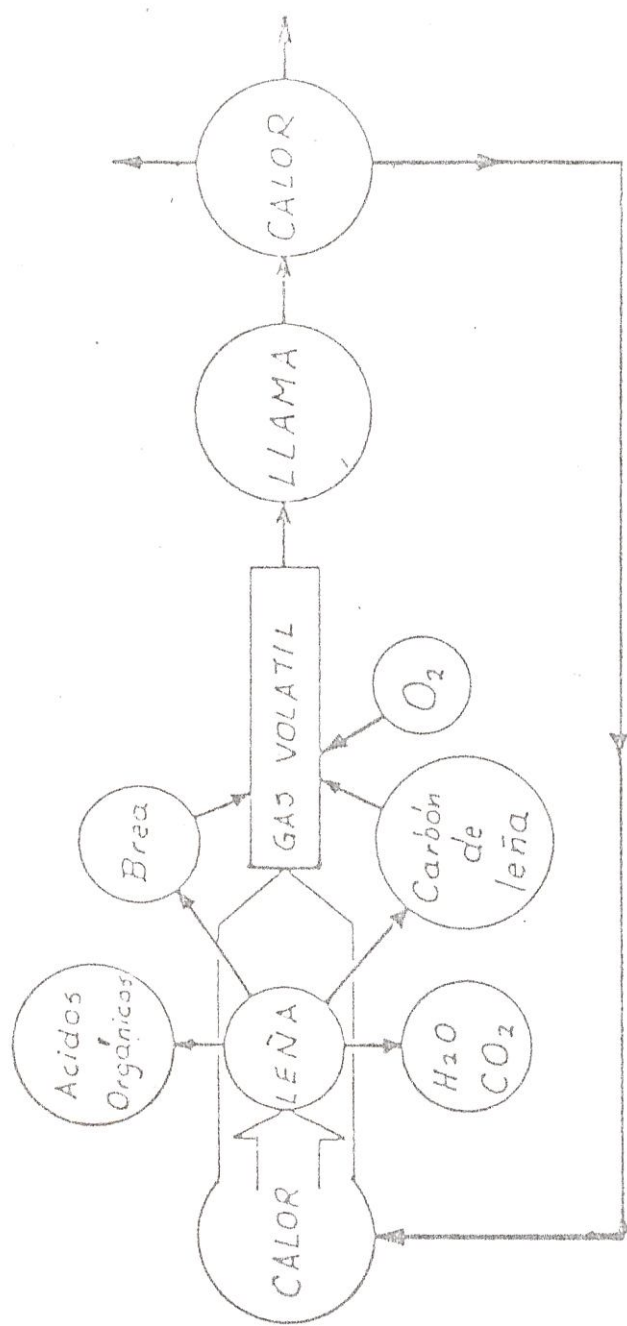 CALOR
LEÑA
Acidos
Orgánicos
Brea
H2O
CO2
Carbón
de
leña
GAS VOLATIL
O2
LLAMA
CALOR